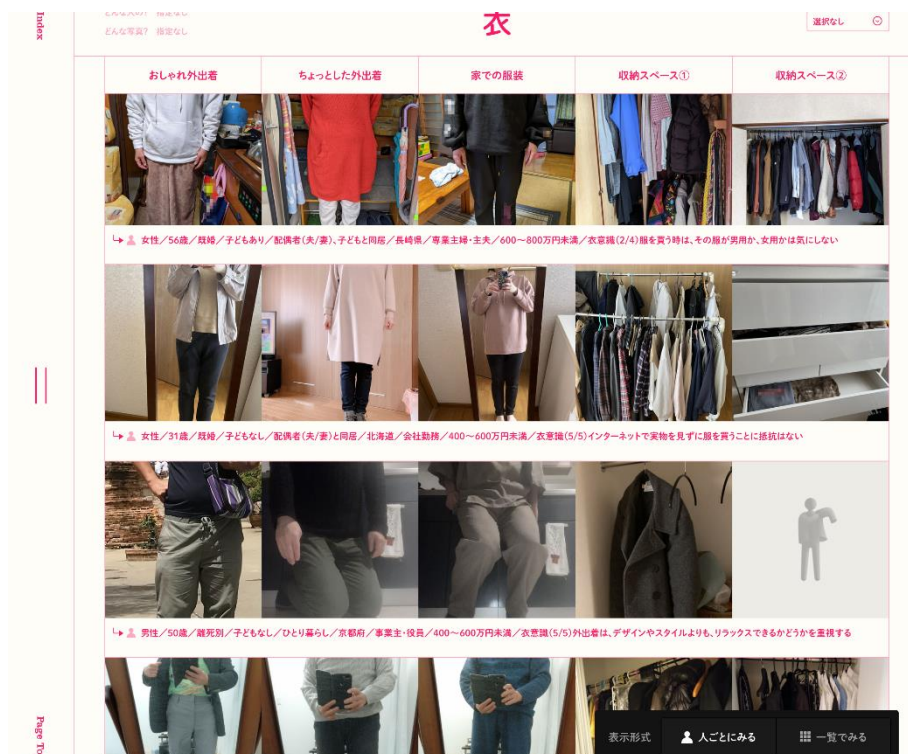 Index
どんな人の? 指定なし
どんな写真? 指定なし
衣
選択なし
おしゃれ外出着
ちょっとした外出着
家での服装
収納スペース①
収納スペース②
女性/56歳/既婚/子どもあり/配偶者(夫/妻)、子どもと同居/長崎県/専業主婦・主夫/600〜800万円未満/衣意識(2/4)服を買う時は、その服が男用か、女用かは気にしない
女性/31歳/既婚/子どもなし/配偶者(夫/妻)と同居/北海道/会社勤務/400〜600万円未満/衣意識(5/5)インターネットで実物を見ずに服を買うことに抵抗はない
男性/50歳/離死別/子どもなし/ひとり暮らし/京都府/事業主・役員/400〜600万円未満/衣意識(5/5)外出着は、デザインやスタイルよりも、リラックスできるかどうかを重視する
Page To
表示形式
人ごとにみる
一覧でみる